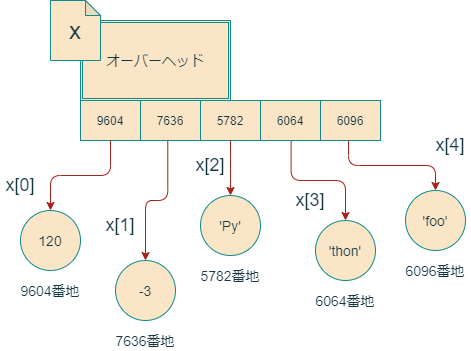 X
オーバーヘッド
9604 7636 5782 6064 6096
x[0]
x[1]
x[2]
x[3]
x[4]
120
-3
'Py'
'thon'
'foo'
9604番地
7636番地
5782番地
6064番地
6096番地